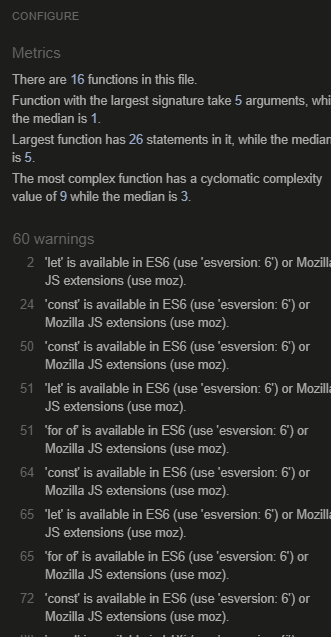 CONFIGURE
Metrics
There are 16 functions in this file.
Function with the largest signature take 5 arguments, whi
the median is 1.
Largest function has 26 statements in it, while the median
is 5.
The most complex function has a cyclomatic complexity
value of 9 while the median is 3.
60 warnings
2 'let' is available in ES6 (use 'esversion: 6') or Mozilla
JS extensions (use moz).
24 'const' is available in ES6 (use 'esversion: 6') or
Mozilla JS extensions (use moz).
50 'const' is available in ES6 (use 'esversion: 6') or
Mozilla JS extensions (use moz).
51 'let' is available in ES6 (use 'esversion: 6') or Mozilla
JS extensions (use moz).
51 'for of' is available in ES6 (use 'esversion: 6') or
Mozilla JS extensions (use moz).
64 'const' is available in ES6 (use 'esversion: 6') or
Mozilla JS extensions (use moz).
65 'let' is available in ES6 (use 'esversion: 6') or Mozilla
JS extensions (use moz).
65 'for of' is available in ES6 (use 'esversion: 6') or
Mozilla JS extensions (use moz).
72 'const' is available in ES6 (use 'esversion: 6') or
Mozilla JS extensions (use moz).